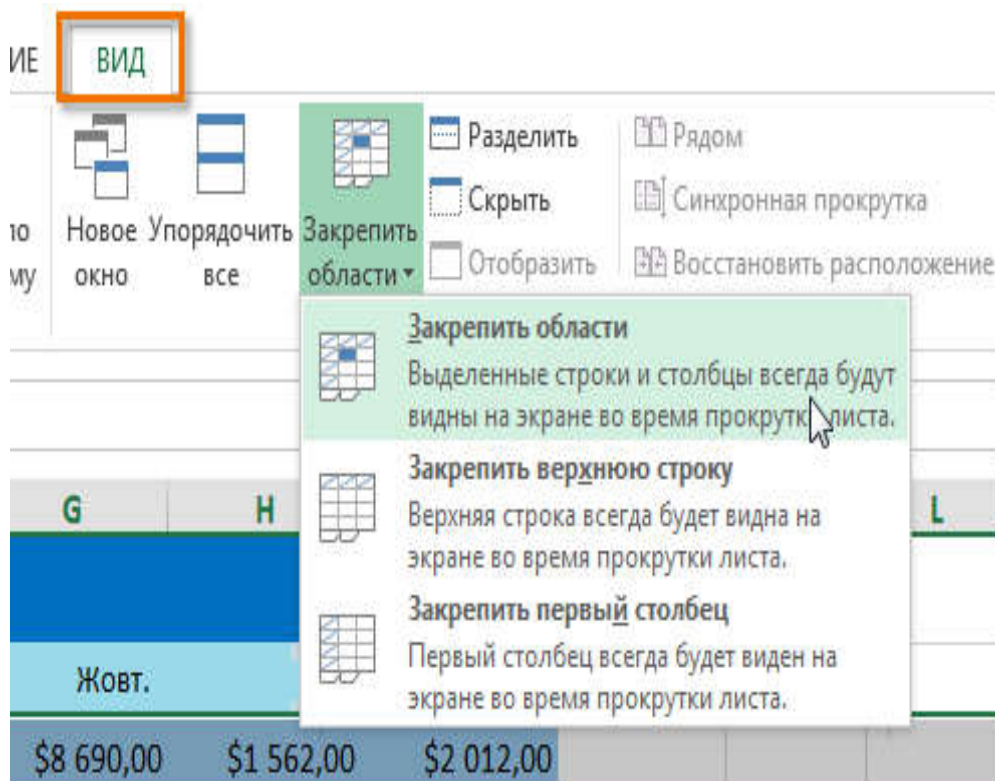 ИЕ ВИД
Разделить Рядом
Скрыть Синхронная прокрутка
Новое Упорядочить Закрепить
Отобразить Восстановить расположение
му окно все области
Закрепить области
Выделенные строки и столбцы всегда будут
видны на экране во время прокрутки листа.
Закрепить верхнюю строку
Верхняя строка всегда будет видна на
экране во время прокрутки листа.
Закрепить первый столбец
Первый столбец всегда будет виден на
экране во время прокрутки листа.
G H L
Жовт.
$8 690,00 $1 562,00 $2 012,00